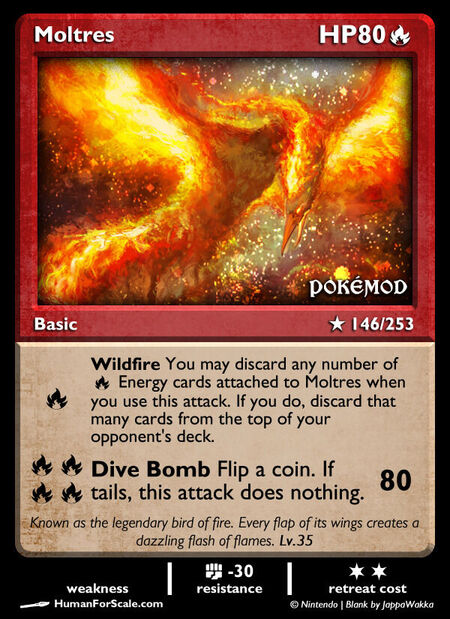 Moltres HP80
POKÉMOD
Basic ★ 146/253
Wildfire You may discard any number of
Energy cards attached to Moltres when
you use this attack. If you do, discard that
many cards from the top of your
opponent's deck.
Dive Bomb Flip a coin. If
tails, this attack does nothing. 80
Known as the legendary bird of fire. Every flap of its wings creates a
dazzling flash of flames. Lv.35
-30
weakness resistance retreat cost
HumanForScale.com © Nintendo | Blank by JappaWakka